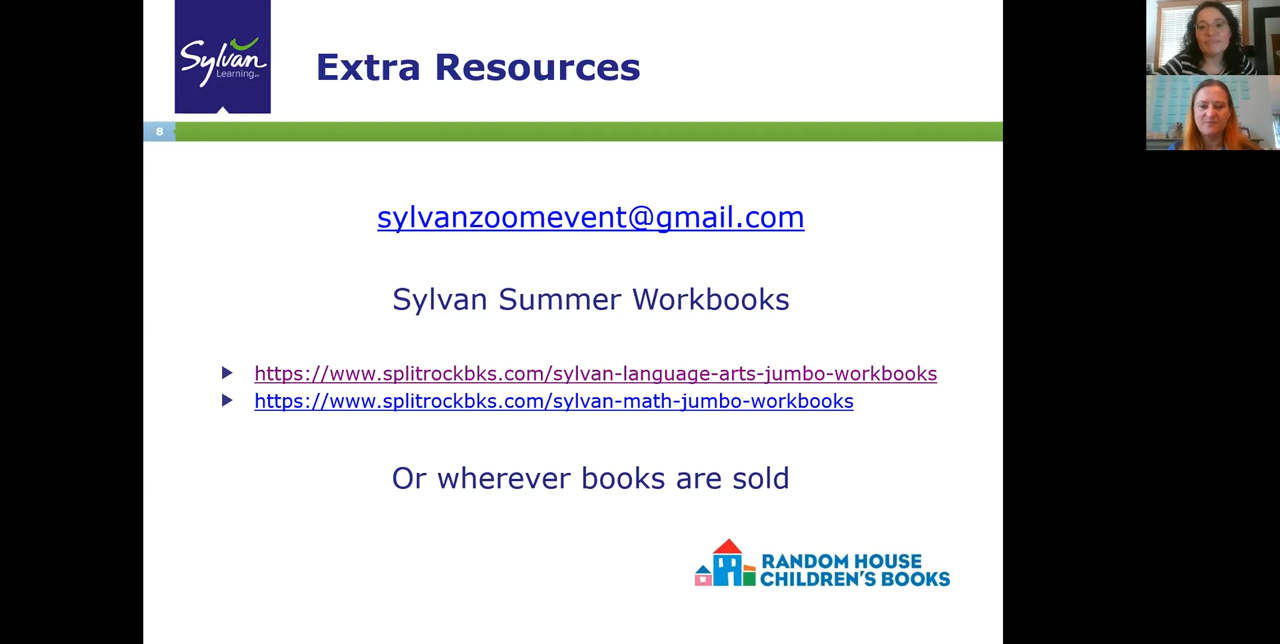 Sylvan
Learning
Extra Resources
8
sylvanzoomevent@gmail.com
Sylvan Summer Workbooks
https://www.splitrockbks.com/sylvan-language-arts-jumbo-workbooks
https://www.splitrockbks.com/sylvan-math-jumbo-workbooks
Or wherever books are sold
RANDOM HOUSE
CHILDREN'S BOOKS